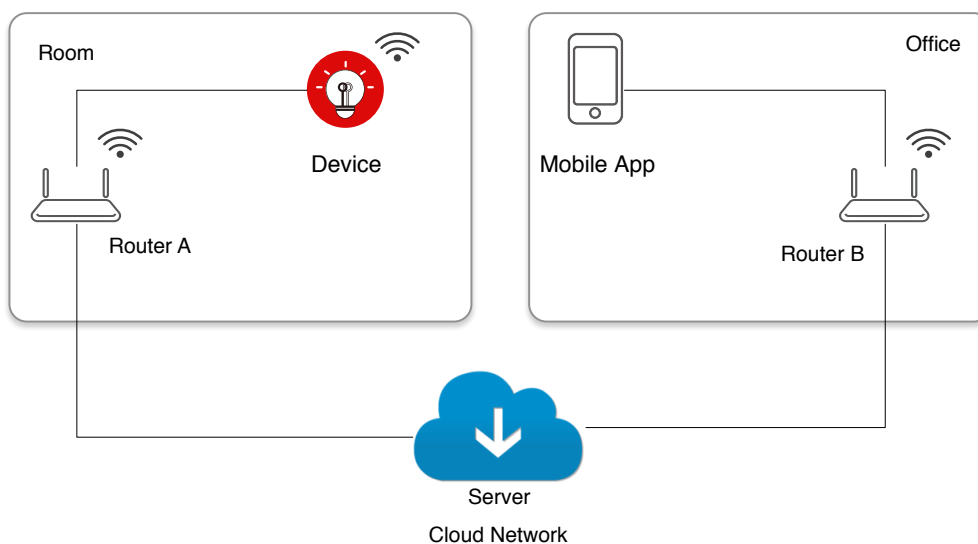 Room
Office
Device
Mobile App
Router A
Router B
Server
Cloud Network